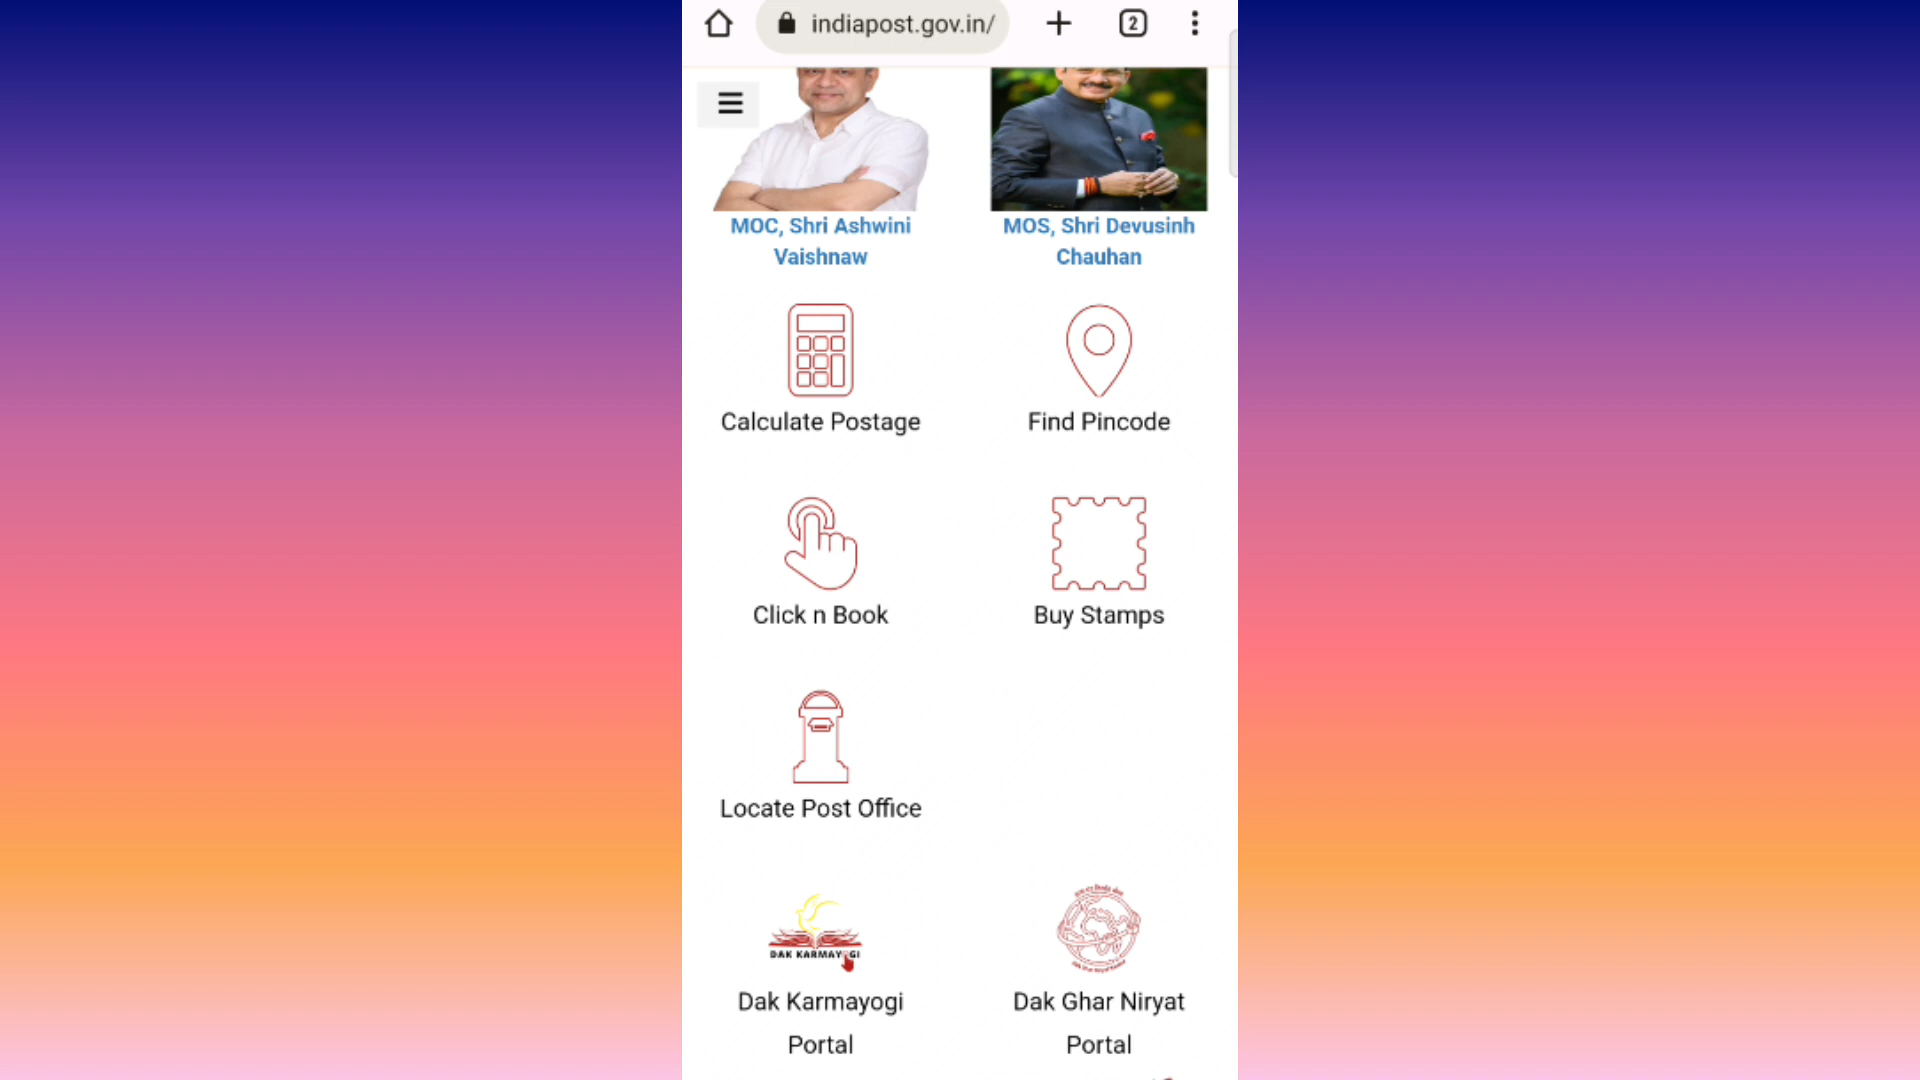 indiapost.gov.in/
2
MOC, Shri Ashwini
Vaishnaw
MOS, Shri Devusinh
Chauhan
Calculate Postage
Find Pincode
Click n Book
Buy Stamps
Locate Post Office
DAK KARMAYOGI
Dak Karmayogi
Portal
Dak Ghar Niryat
Portal